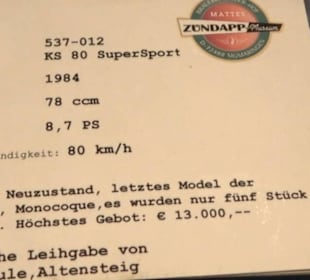 MATTES
ZÜNDAPP Museum
537-012
KS 80 SuperSport
1984
78 ccm
8,7 PS
ndigkeit: 80 km/h
Neuzustand, letztes Model der
, Monocoque,es wurden nur fünf Stück
. Höchstes Gebot: € 13.000,--
he Leihgabe von
ule,Altensteig